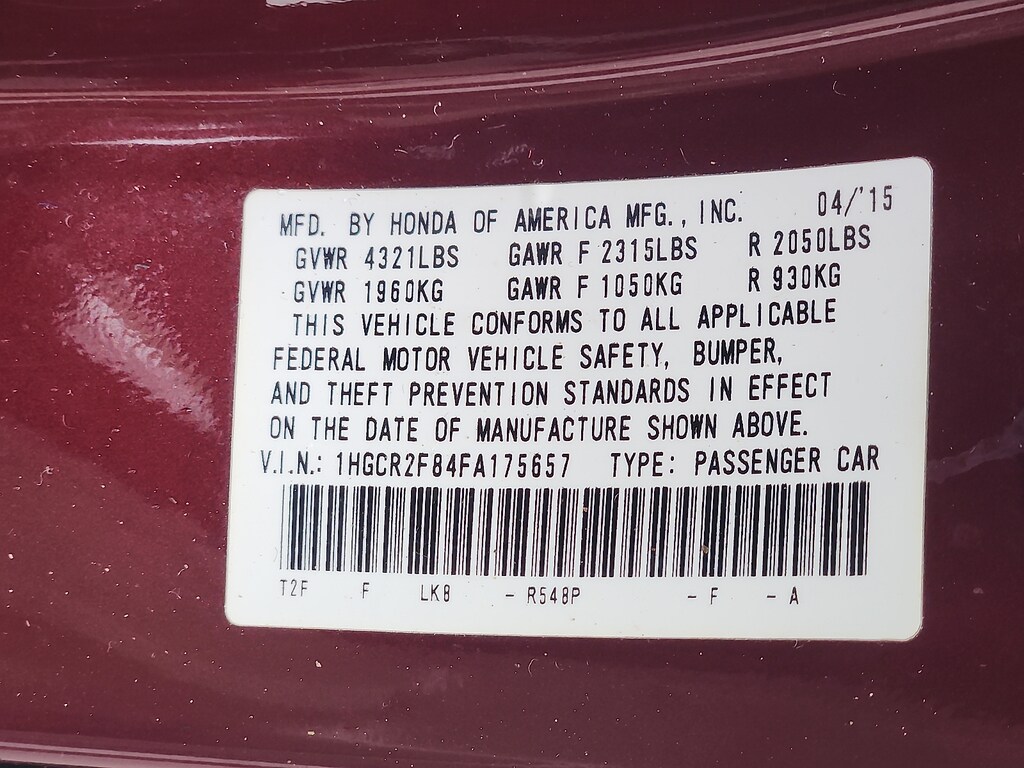 MFD. BY HONDA OF AMERICA MFG., INC. 04/'15
GVWR 4321LBS GAWR F 2315LBS R 2050LBS
GVWR 1960KG GAWR F 1050KG R 930KG
THIS VEHICLE CONFORMS TO ALL APPLICABLE
FEDERAL MOTOR VEHICLE SAFETY, BUMPER,
AND THEFT PREVENTION STANDARDS IN EFFECT
ON THE DATE OF MANUFACTURE SHOWN ABOVE.
V.I.N.: 1HGCR2F84FA175657 TYPE: PASSENGER CAR
T2F F LK8 - R548P - F - A